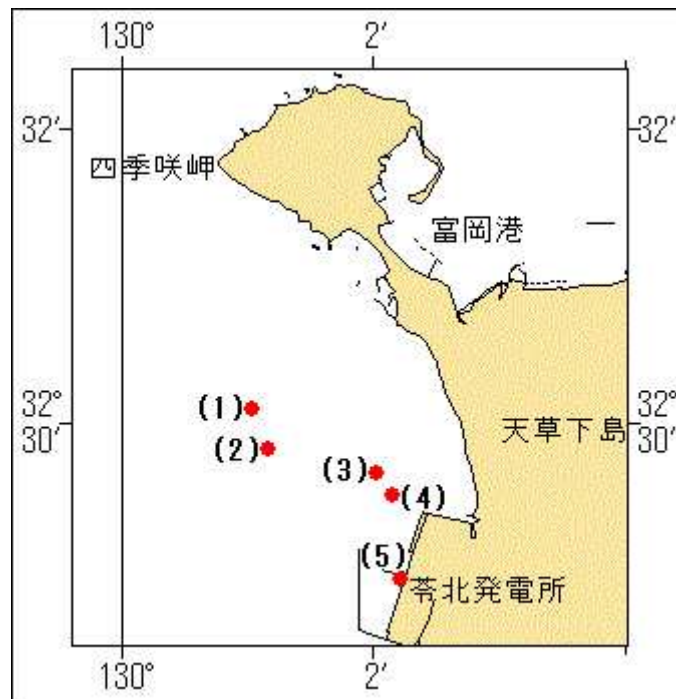 130° 2′
32′ 32′
四季咲岬
富岡港
(1)
32° 32°
30′ 30′
天草下島
(2)
(3)
(4)
(5)
苓北発電所
130° 2′